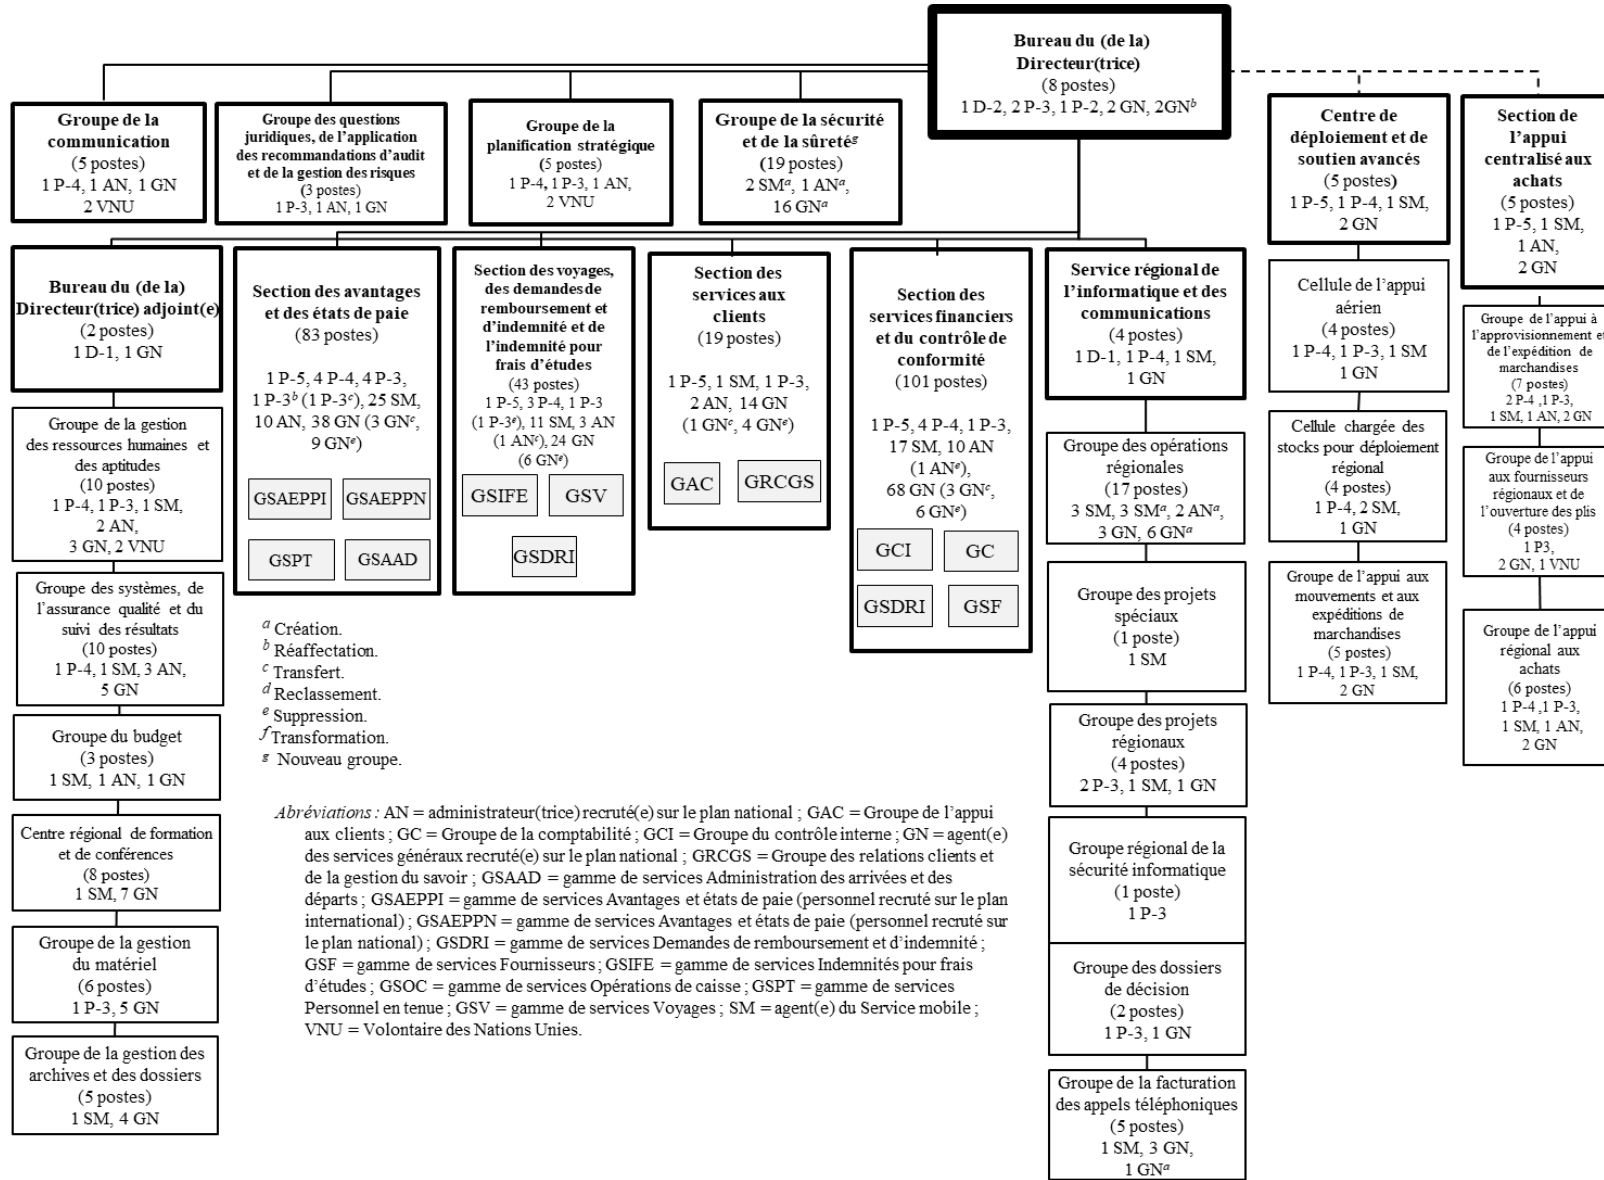 Bureau du (de la)
Directeur(trice)
(8 postes)
1 D-2, 2 P-3, 1 P-2, 2 GN, 2GNᵇ
Groupe de la
communication
(5 postes)
1 P-4, 1 AN, 1 GN
2 VNU
Groupe des questions
juridiques, de l'application
des recommandations d'audit
et de la gestion des risques
(3 postes)
1 P-3, 1 AN, 1 GN
Groupe de la
planification stratégique
(5 postes)
1 P-4, 1 P-3, 1 AN,
2 VNU
Groupe de la sécurité
et de la sûretéᵍ
(19 postes)
2 SMᵃ, 1 ANᵃ,
16 GNᵃ
Centre de
déploiement et de
soutien avancés
(5 postes)
1 P-5, 1 P-4, 1 SM,
2 GN
Section de
l'appui
centralisé aux
achats
(5 postes)
1 P-5, 1 SM,
1 AN,
2 GN
Bureau du (de la)
Directeur(trice) adjoint(e)
(2 postes)
1 D-1, 1 GN
Groupe de la gestion
des ressources humaines et
des aptitudes
(10 postes)
1 P-4, 1 P-3, 1 SM,
2 AN,
3 GN, 2 VNU
Groupe des systèmes, de
l'assurance qualité et du
suivi des résultats
(10 postes)
1 P-4, 1 SM, 3 AN,
5 GN
Groupe du budget
(3 postes)
1 SM, 1 AN, 1 GN
Centre régional de formation
et de conférences
(8 postes)
1 SM, 7 GN
Groupe de la gestion
du matériel
(6 postes)
1 P-3, 5 GN
Groupe de la gestion des
archives et des dossiers
(5 postes)
1 SM, 4 GN
Section des avantages
et des états de paie
(83 postes)
1 P-5, 4 P-4, 4 P-3,
1 P-3ᵇ (1 P-3ᶜ), 25 SM,
10 AN, 38 GN (3 GNᶜ,
9 GNᵉ)
GSAEPPI
GSAEPPN
GSPT
GSAAD
Section des voyages,
des demandes de
remboursement et
d'indemnité et de
l'indemnité pour
frais d'études
(43 postes)
1 P-5, 3 P-4, 1 P-3
(1 P-3ᵉ), 11 SM, 3 AN
(1 ANᶜ), 24 GN
(6 GNᵉ)
GSIFE
GSV
GSDRI
Section des
services aux
clients
(19 postes)
1 P-5, 1 SM, 1 P-3,
2 AN, 14 GN
(1 GNᶜ, 4 GNᵉ)
GAC
GRCGS
Section des
services financiers
et du contrôle de
conformité
(101 postes)
1 P-5, 4 P-4, 1 P-3,
17 SM, 10 AN
(1 ANᵉ),
68 GN (3 GNᶜ,
6 GNᵉ)
GCI
GC
GSDRI
GSF
Service régional de
l'informatique et des
communications
(4 postes)
1 D-1, 1 P-4, 1 SM,
1 GN
Groupe des opérations
régionales
(17 postes)
3 SM, 3 SMᵃ, 2 ANᵃ,
3 GN, 6 GNᵃ
Groupe des projets
spéciaux
(1 poste)
1 SM
Groupe des projets
régionaux
(4 postes)
2 P-3, 1 SM, 1 GN
Groupe régional de la
sécurité informatique
(1 poste)
1 P-3
Groupe des dossiers
de décision
(2 postes)
1 P-3, 1 GN
Groupe de la facturation
des appels téléphoniques
(5 postes)
1 SM, 3 GN,
1 GNᵃ
Cellule de l'appui
aérien
(4 postes)
1 P-4, 1 P-3, 1 SM
1 GN
Cellule chargée des
stocks pour déploiement
régional
(4 postes)
1 P-4, 2 SM,
1 GN
Groupe de l'appui aux
mouvements et aux
expéditions de
marchandises
(5 postes)
1 P-4, 1 P-3, 1 SM,
2 GN
Groupe de l'appui à
l'approvisionnement et
de l'expédition de
marchandises
(7 postes)
2 P-4 ,1 P-3,
1 SM, 1 AN, 2 GN
Groupe de l'appui
aux fournisseurs
régionaux et de
l'ouverture des plis
(4 postes)
1 P3,
2 GN, 1 VNU
Groupe de l'appui
régional aux
achats
(6 postes)
1 P-4 ,1 P-3,
1 SM, 1 AN,
2 GN
ᵃ Création.
ᵇ Réaffectation.
ᶜ Transfert.
ᵈ Reclassement.
ᵉ Suppression.
ᶠ Transformation.
ᵍ Nouveau groupe.
Abréviations : AN = administrateur(trice) recruté(e) sur le plan national ; GAC = Groupe de l'appui
aux clients ; GC = Groupe de la comptabilité ; GCI = Groupe du contrôle interne ; GN = agent(e)
des services généraux recruté(e) sur le plan national ; GRCGS = Groupe des relations clients et
de la gestion du savoir ; GSAAD = gamme de services Administration des arrivées et des
départs ; GSAEPPI = gamme de services Avantages et états de paie (personnel recruté sur le plan
international) ; GSAEPPN = gamme de services Avantages et états de paie (personnel recruté sur
le plan national) ; GSDRI = gamme de services Demandes de remboursement et d'indemnité ;
GSF = gamme de services Fournisseurs ; GSIFE = gamme de services Indemnités pour frais
d'études ; GSOC = gamme de services Opérations de caisse ; GSPT = gamme de services
Personnel en tenue ; GSV = gamme de services Voyages ; SM = agent(e) du Service mobile ;
VNU = Volontaire des Nations Unies.